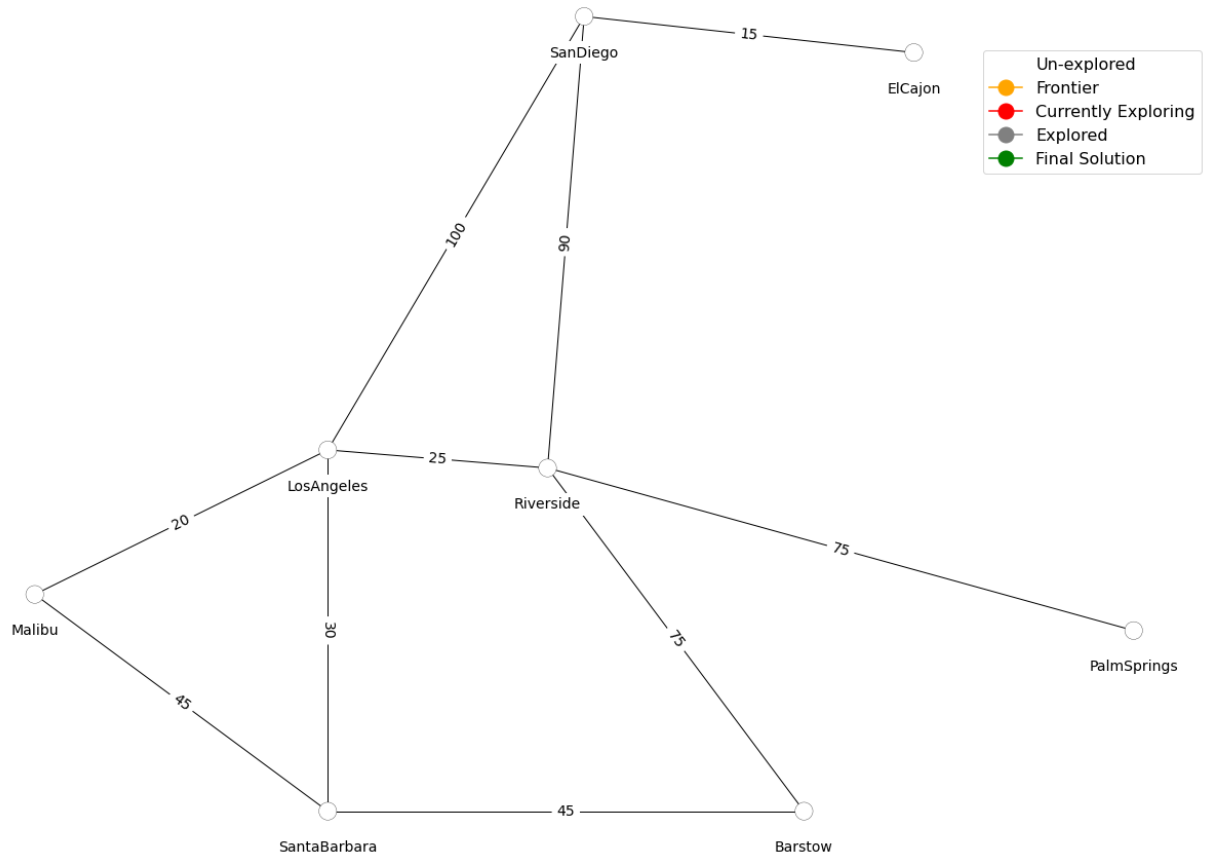 15
SanDiego
Un-explored
ElCajon
Frontier
Currently Exploring
Explored
Final Solution
100
90
25
LosAngeles
Riverside
20
75
Malibu
30
75
PalmSprings
45
45
SantaBarbara
Barstow